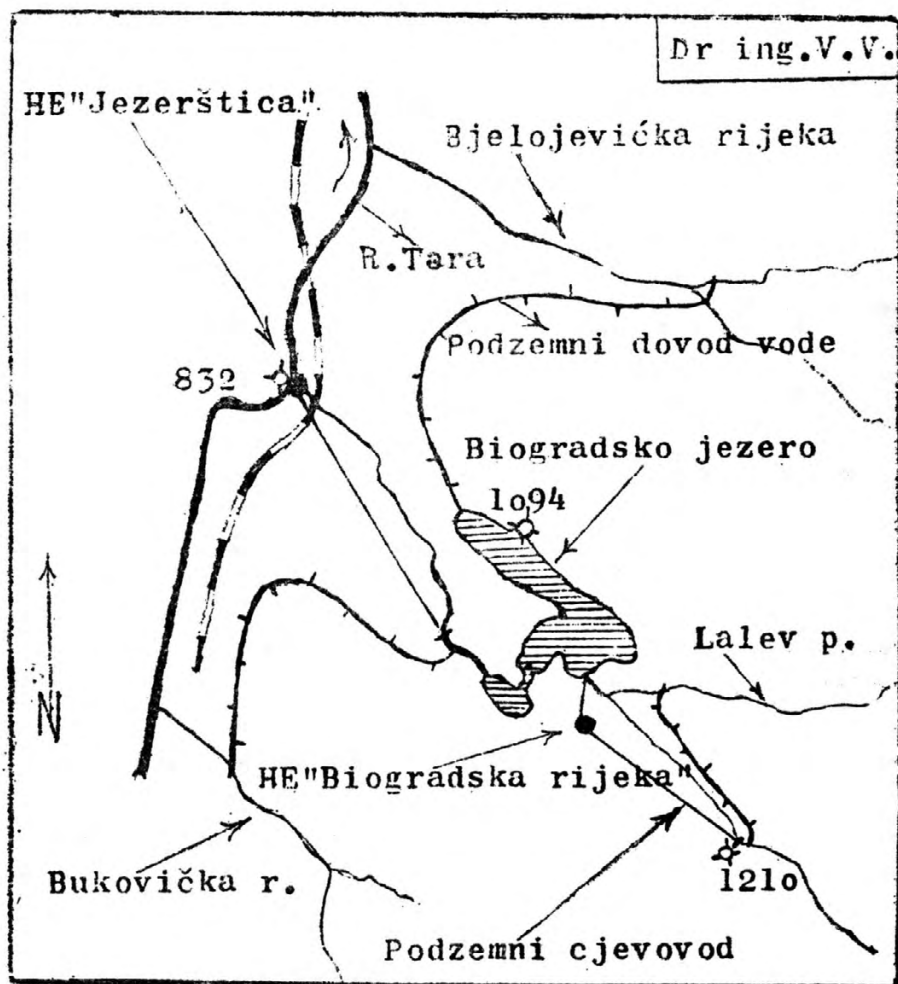 Dr ing.V.V.
HE"Jezerštica"
Bjelojevićka rijeka
R.Tara
Podzemni dovod vode
832
Biogradsko jezero
1o94
Lalev p.
N
HE"Biogradska rijeka"
Bukovička r.
121o
Podzemni cjevovod